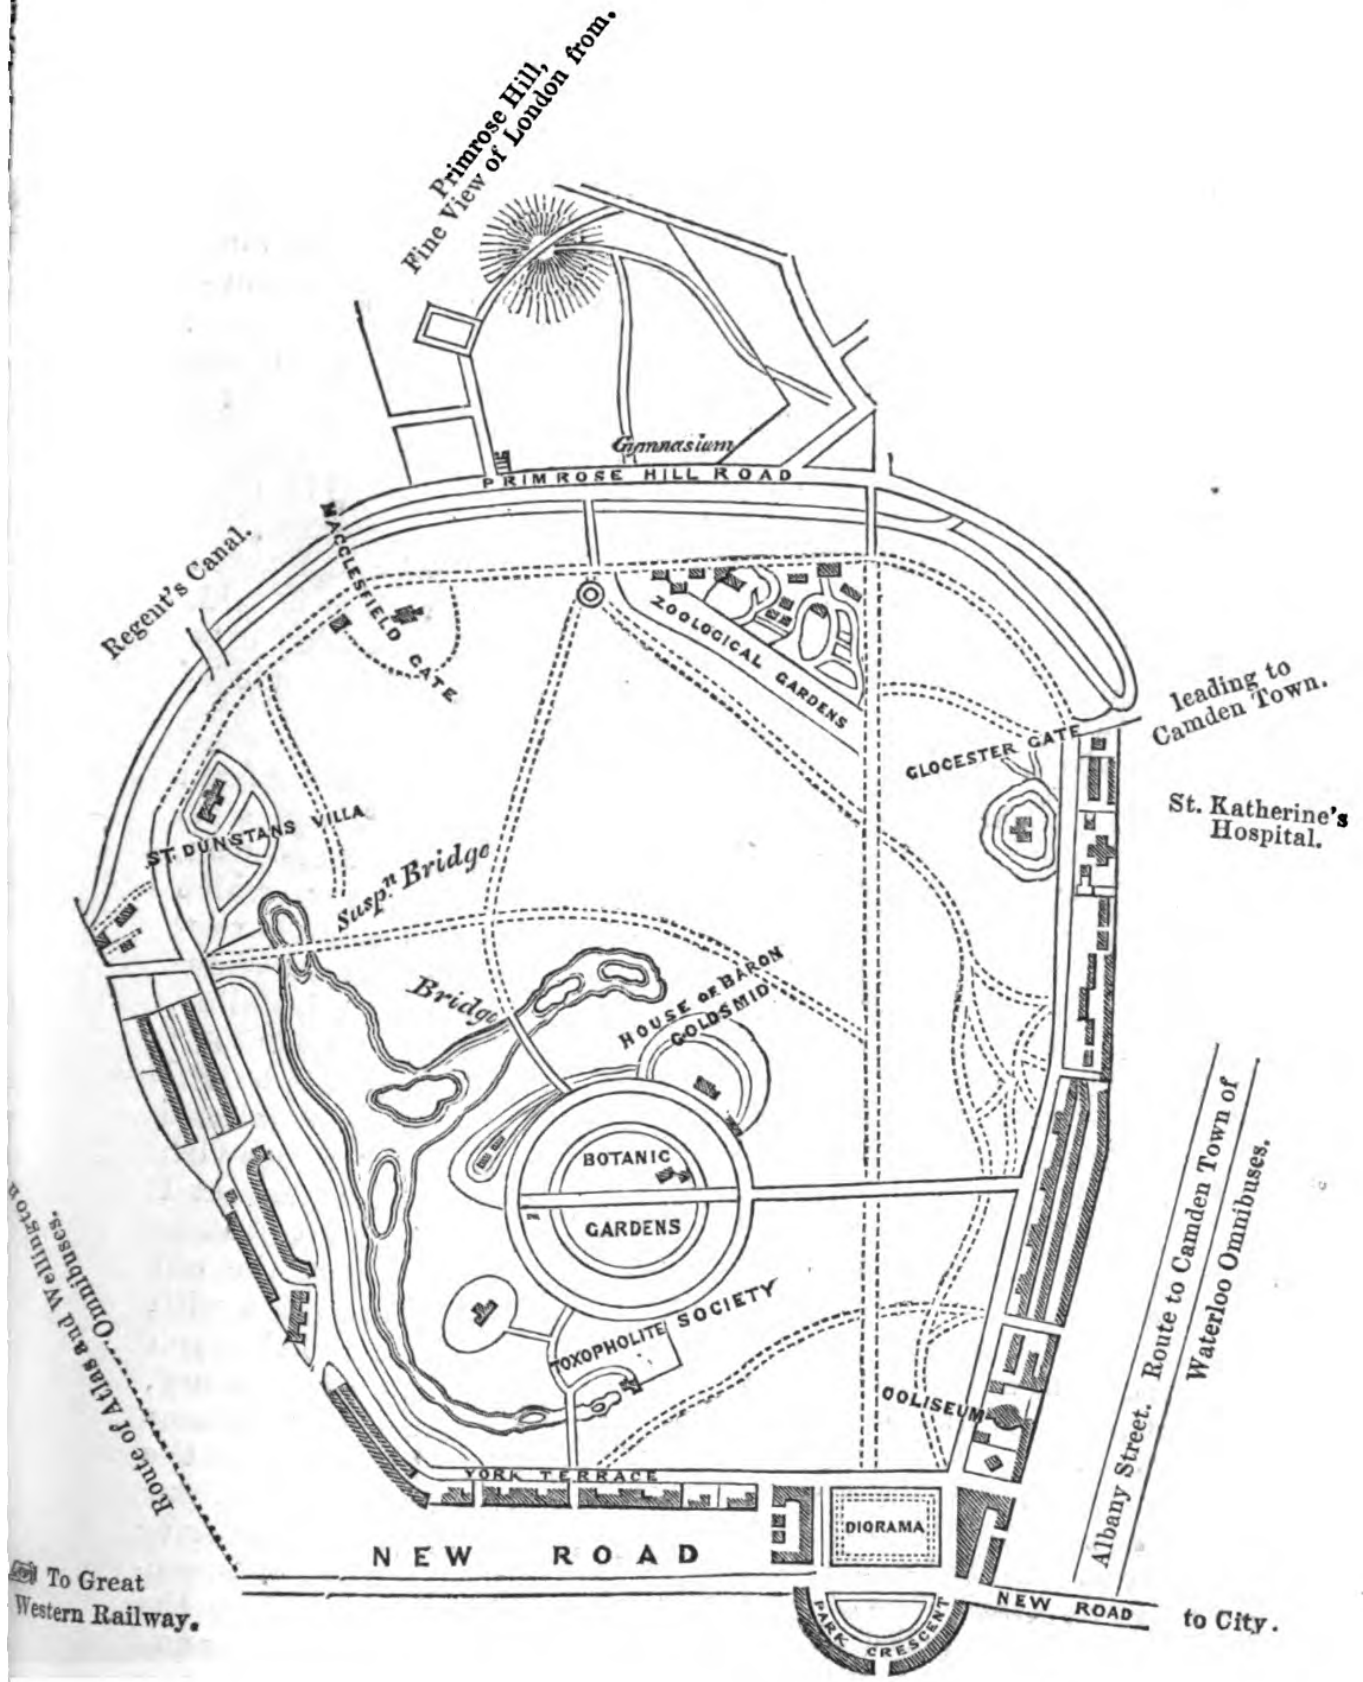 Primrose Hill,
Fine View of London from.
Gymnasium
PRIMROSE HILL ROAD
MACCLESFIELD GATE
Regent's Canal.
ZOOLOGICAL GARDENS
leading to
Camden Town.
GLOCESTER GATE
St. Katherine's
Hospital.
ST. DUNSTANS VILLA
Suspn Bridge
Bridge
HOUSE OF BARON
GOLDSMID
BOTANIC
GARDENS
TOXOPHOLITE SOCIETY
COLISEUM
Albany Street. Route to Camden Town of
Waterloo Omnibuses.
Route of Atlas and Wellington
Omnibuses.
YORK TERRACE
DIORAMA
NEW ROAD
To Great
Western Railway.
PARK CRESCENT
NEW ROAD
to City.